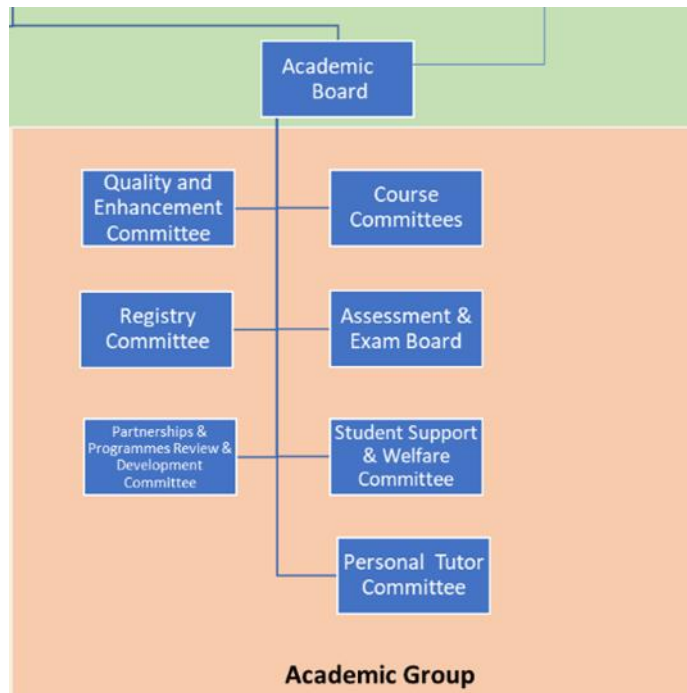 Academic
Board
Quality and
Enhancement
Committee
Course
Committees
Registry
Committee
Assessment &
Exam Board
Partnerships &
Programmes Review &
Development
Committee
Student Support
& Welfare
Committee
Personal Tutor
Committee
Academic Group